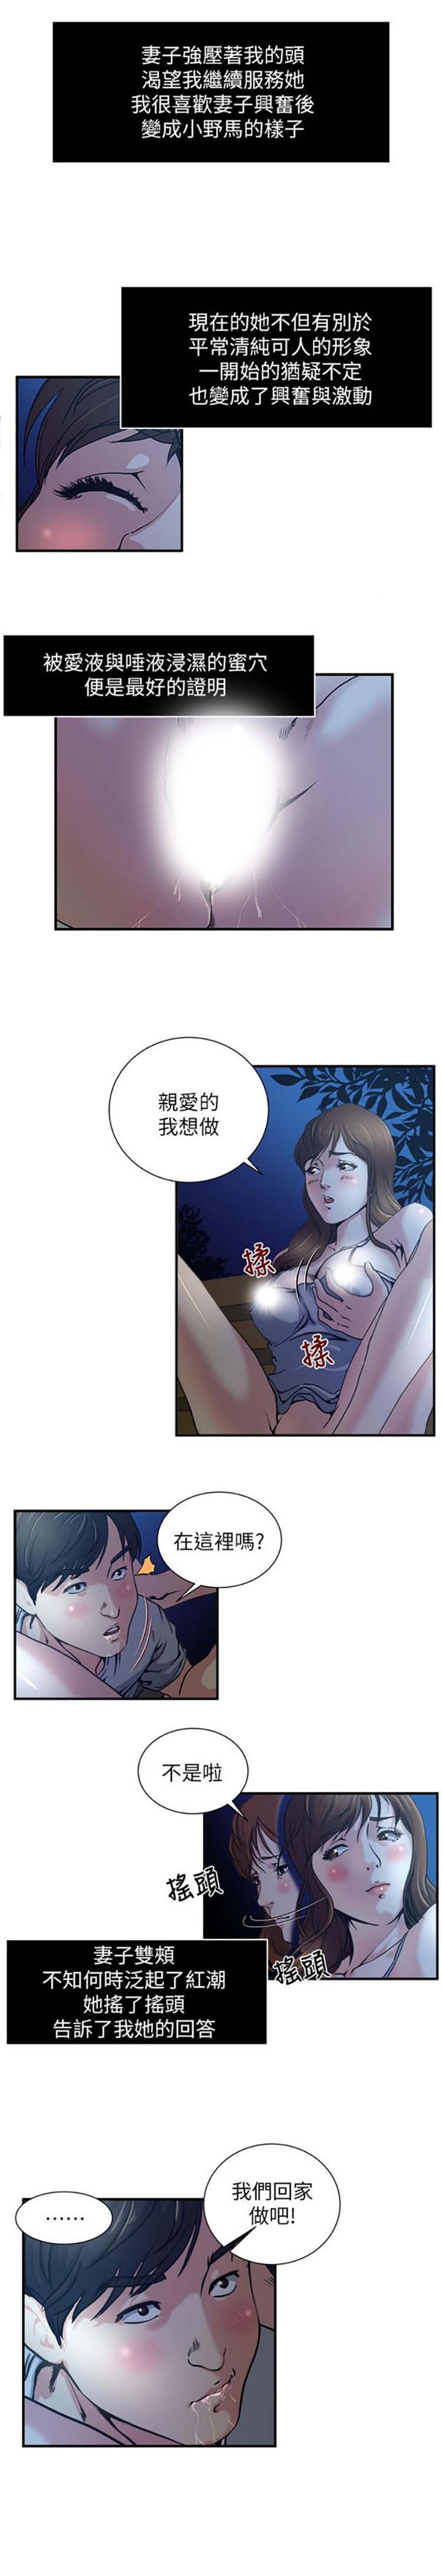 妻子強壓著我的頭
渴望我繼續服務她
我很喜歡妻子興奮後
變成小野馬的樣子
現在的她不但有別於
平常清純可人的形象
一開始的猶疑不定
也變成了興奮與激動
被愛液與唾液浸濕的蜜穴
便是最好的證明
親愛的
我想做
揉
揉
在這裡嗎?
不是啦
搖頭
搖頭
妻子雙頰
不知何時泛起了紅潮
她搖了搖頭
告訴了我她的回答
我們回家
做吧!
……